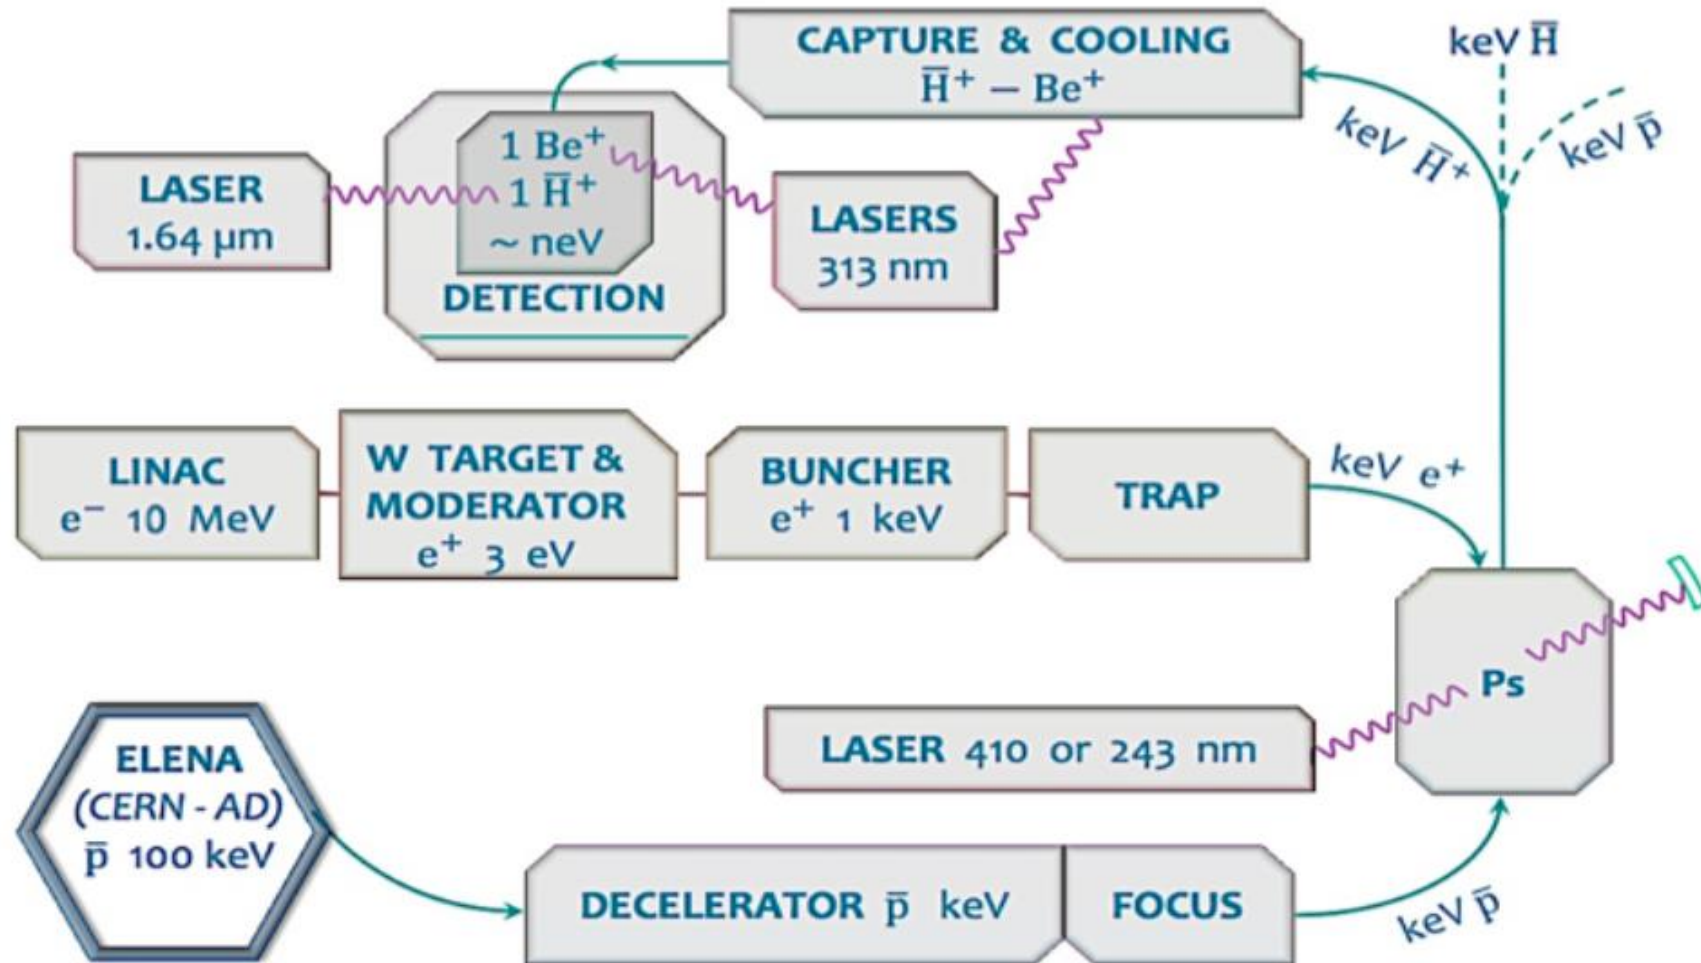 CAPTURE & COOLING
H̅⁺ – Be⁺
keV H̅
keV H̅⁺
keV p̅
1 Be⁺
1 H̅⁺
~ neV
DETECTION
LASER
1.64 µm
LASERS
313 nm
LINAC
e⁻ 10 MeV
W TARGET &
MODERATOR
e⁺ 3 eV
BUNCHER
e⁺ 1 keV
TRAP
keV e⁺
Ps
LASER 410 or 243 nm
ELENA
(CERN - AD)
p̅ 100 keV
DECELERATOR p̅ keV
FOCUS
keV p̅